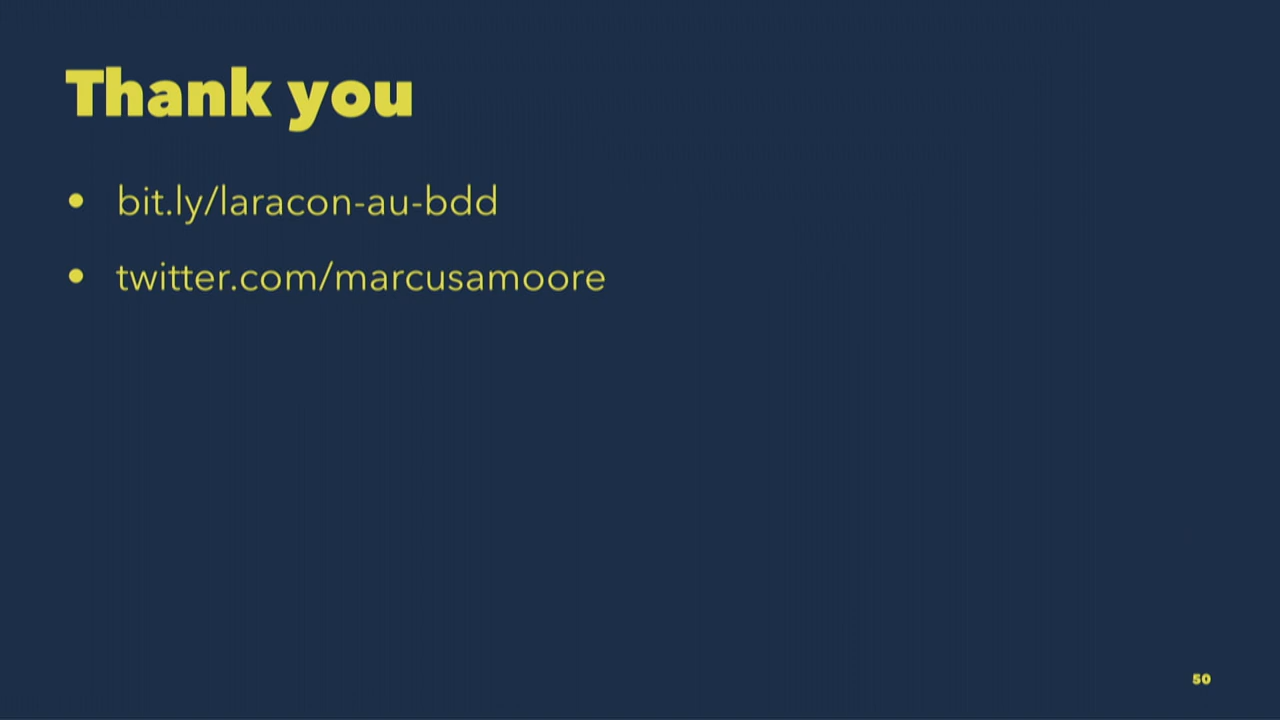 Thank you
• bit.ly/laracon-au-bdd
• twitter.com/marcusamoore
50